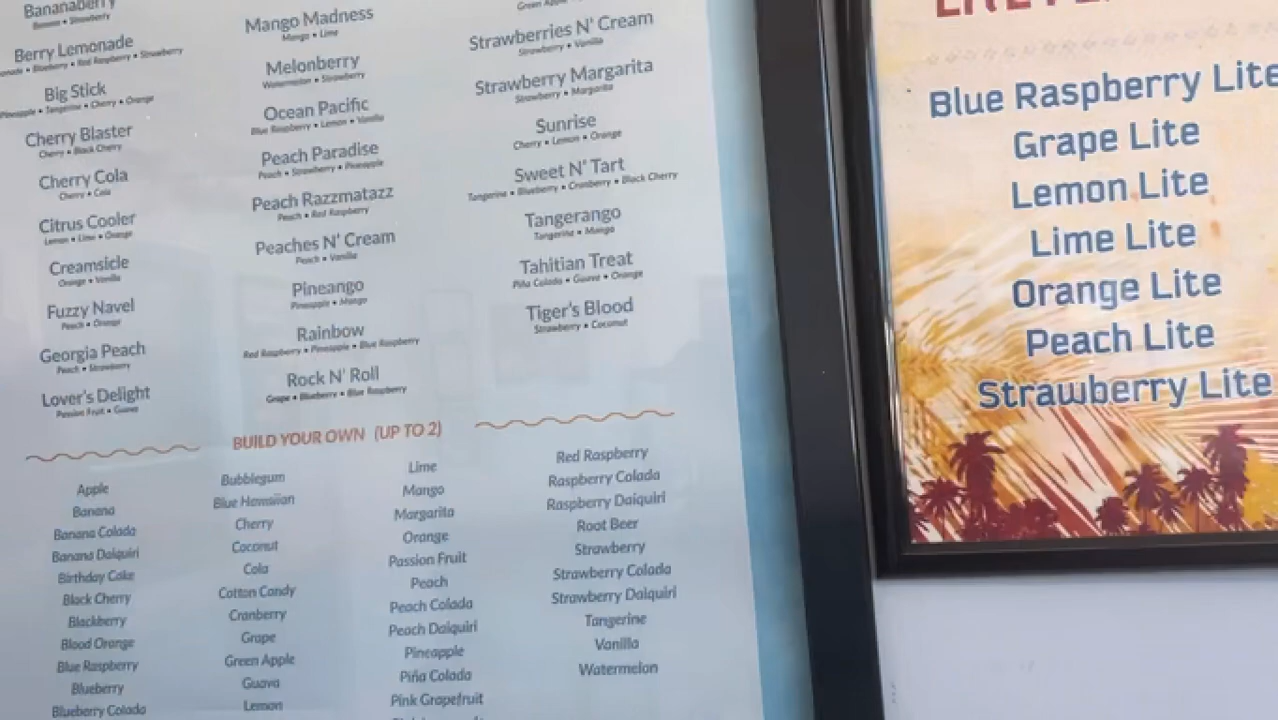 Bananaberry
Banana • Strawberry
Berry Lemonade
• Blueberry • Red Raspberry • Strawberry
Big Stick
Pineapple • Tangerine • Cherry • Orange
Cherry Blaster
Cherry • Black Cherry
Cherry Cola
Cherry • Cola
Citrus Cooler
Lemon • Lime • Orange
Creamsicle
Orange • Vanilla
Fuzzy Navel
Peach • Orange
Georgia Peach
Peach • Strawberry
Lover's Delight
Passion Fruit • Guava
Mango Madness
Mango • Lime
Melonberry
Watermelon • Strawberry
Ocean Pacific
Blue Raspberry • Lemon • Vanilla
Peach Paradise
Peach • Strawberry • Pineapple
Peach Razzmatazz
Peach • Red Raspberry
Peaches N' Cream
Peach • Vanilla
Pineango
Pineapple • Mango
Rainbow
Red Raspberry • Pineapple • Blue Raspberry
Rock N' Roll
Grape • Blueberry • Blue Raspberry
Green Apple
Strawberries N' Cream
Strawberry • Vanilla
Strawberry Margarita
Strawberry • Margarita
Sunrise
Cherry • Lemon • Orange
Sweet N' Tart
Tangerine • Blueberry • Cranberry • Black Cherry
Tangerango
Tangerine • Mango
Tahitian Treat
Piña Colada • Guava • Orange
Tiger's Blood
Strawberry • Coconut
BUILD YOUR OWN (UP TO 2)
Apple
Banana
Banana Colada
Banana Daiquiri
Birthday Cake
Black Cherry
Blackberry
Blood Orange
Blue Raspberry
Blueberry
Blueberry Colada
Bubblegum
Blue Hawaiian
Cherry
Coconut
Cola
Cotton Candy
Cranberry
Grape
Green Apple
Guava
Lemon
Lime
Mango
Margarita
Orange
Passion Fruit
Peach
Peach Colada
Peach Daiquiri
Pineapple
Piña Colada
Pink Grapefruit
Red Raspberry
Raspberry Colada
Raspberry Daiquiri
Root Beer
Strawberry
Strawberry Colada
Strawberry Daiquiri
Tangerine
Vanilla
Watermelon
Blue Raspberry Lite
Grape Lite
Lemon Lite
Lime Lite
Orange Lite
Peach Lite
Strawberry Lite